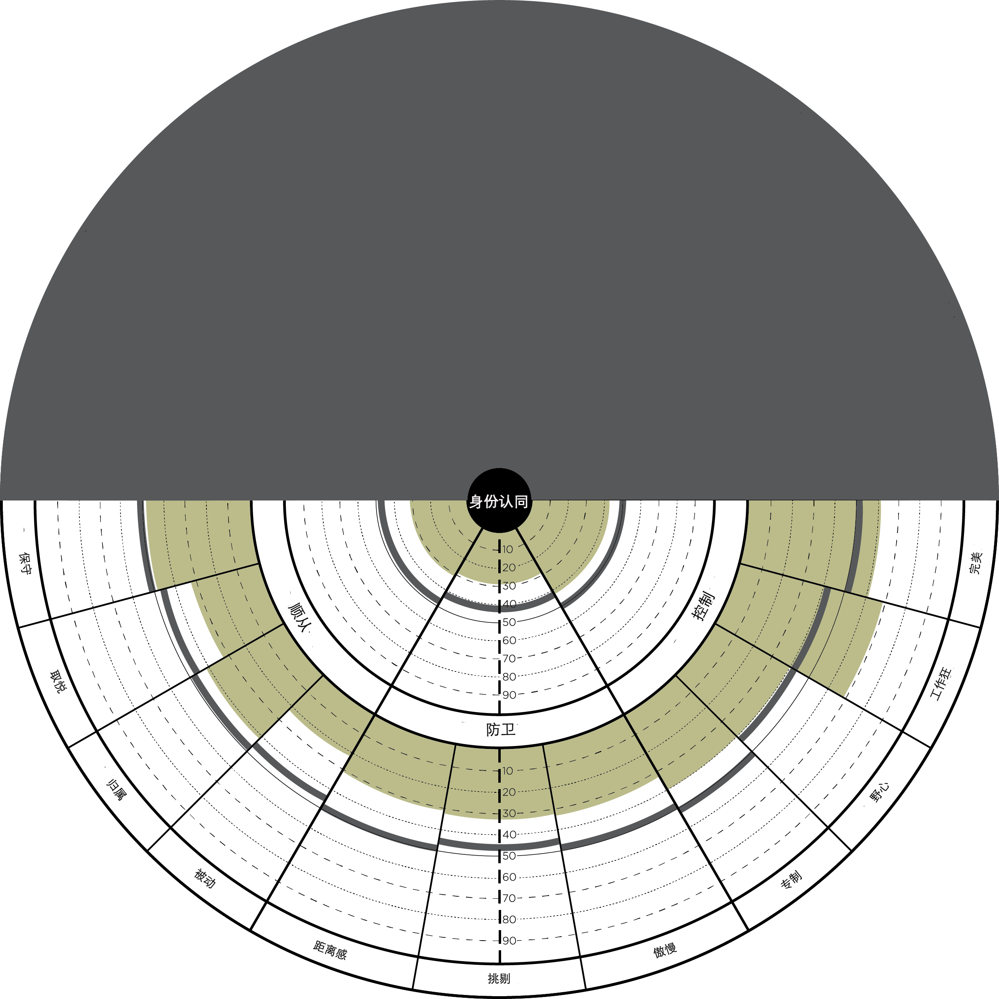 身份认同
10
20
30
40
50
60
70
80
90
顺从
控制
防卫
10
20
30
40
50
60
70
80
90
保守
取悦
归属
被动
距离感
挑剔
傲慢
专制
野心
工作狂
完美